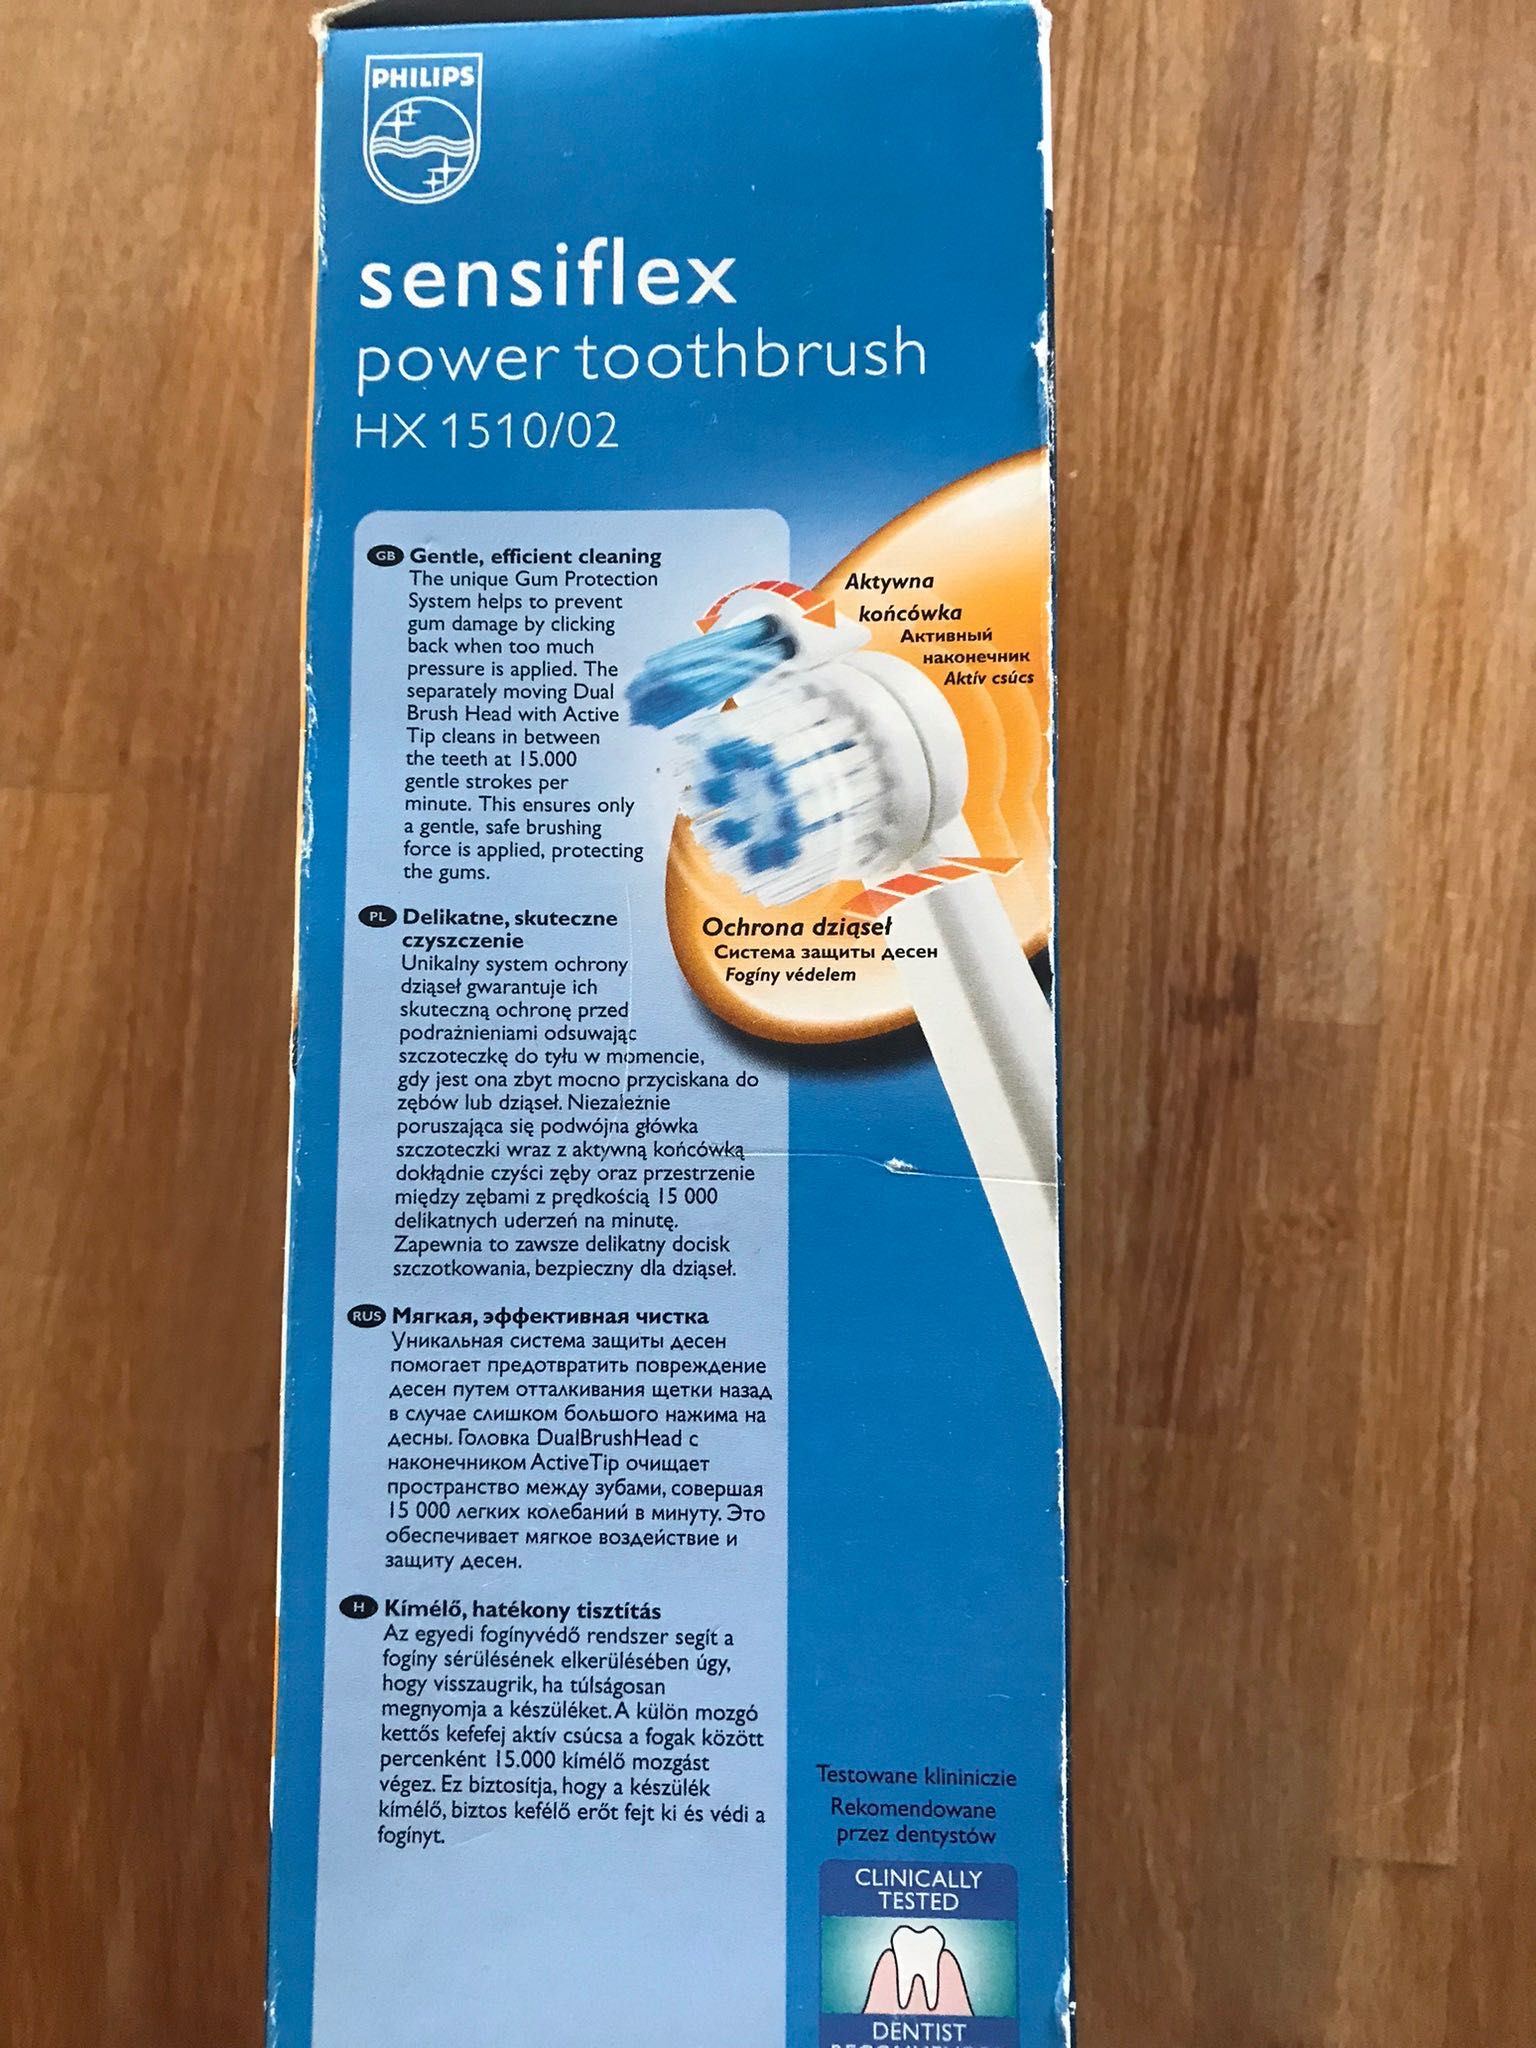 PHILIPS
sensiflex
power toothbrush
HX 1510/02
GB Gentle, efficient cleaning
The unique Gum Protection
System helps to prevent
gum damage by clicking
back when too much
pressure is applied. The
separately moving Dual
Brush Head with Active
Tip cleans in between
the teeth at 15.000
gentle strokes per
minute. This ensures only
a gentle, safe brushing
force is applied, protecting
the gums.
Aktywna
końcówka
Активный
наконечник
Aktív csúcs
Ochrona dziąseł
Система защиты десен
Fogíny védelem
PL Delikatne, skuteczne
czyszczenie
Unikalny system ochrony
dziąseł gwarantuje ich
skuteczną ochronę przed
podrażnieniami odsuwając
szczoteczkę do tyłu w momencie,
gdy jest ona zbyt mocno przyciskana do
zębów lub dziąseł. Niezależnie
poruszająca się podwójna główka
szczoteczki wraz z aktywną końcówką
dokłądnie czyści zęby oraz przestrzenie
między zębami z prędkością 15 000
delikatnych uderzeń na minutę.
Zapewnia to zawsze delikatny docisk
szczotkowania, bezpieczny dla dziąseł.
RUS Мягкая, эффективная чистка
Уникальная система защиты десен
помогает предотвратить повреждение
десен путем отталкивания щетки назад
в случае слишком большого нажима на
десны. Головка DualBrushHead с
наконечником ActiveTip очищает
пространство между зубами, совершая
15 000 легких колебаний в минуту. Это
обеспечивает мягкое воздействие и
защиту десен.
H Kímélő, hatékony tisztítás
Az egyedi fogínyvédő rendszer segít a
fogíny sérülésének elkerülésében úgy,
hogy visszaugrik, ha túlságosan
megnyomja a készüléket. A külön mozgó
kettős kefefej aktív csúcsa a fogak között
percenként 15.000 kímélő mozgást
végez. Ez biztosítja, hogy a készülék
kímélő, biztos kefélő erőt fejt ki és védi a
fogínyt.
Testowane klininiczie
Rekomendowane
przez dentystów
CLINICALLY
TESTED
DENTIST